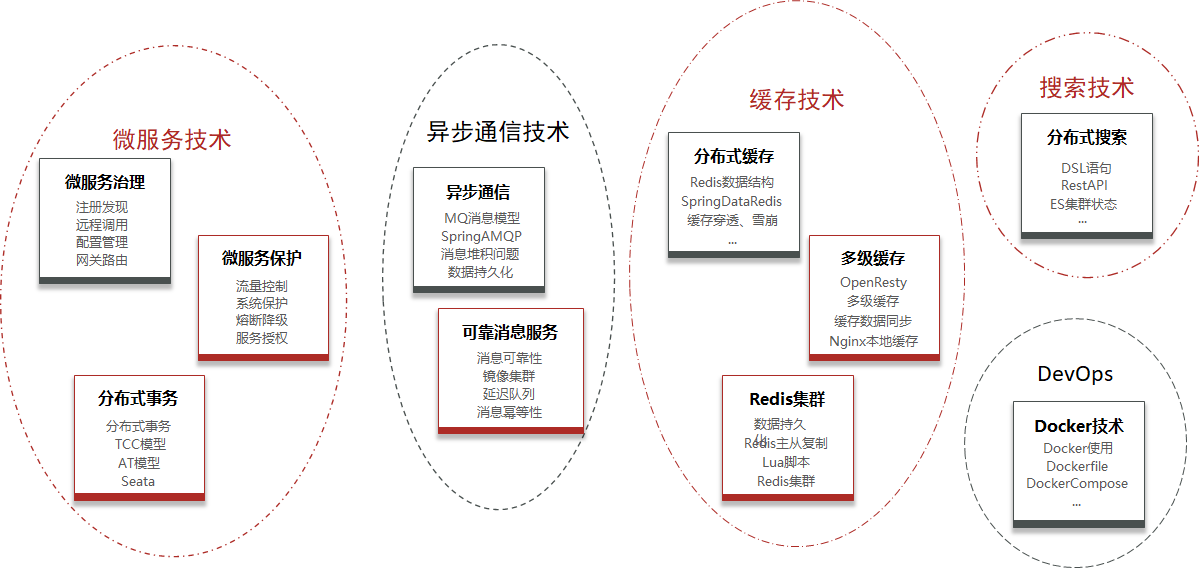 微服务技术
微服务治理
注册发现
远程调用
配置管理
网关路由
微服务保护
流量控制
系统保护
熔断降级
服务授权
分布式事务
分布式事务
TCC模型
AT模型
Seata
异步通信技术
异步通信
MQ消息模型
SpringAMQP
消息堆积问题
数据持久化
可靠消息服务
消息可靠性
镜像集群
延迟队列
消息幂等性
缓存技术
分布式缓存
Redis数据结构
SpringDataRedis
缓存穿透、雪崩
...
多级缓存
OpenResty
多级缓存
缓存数据同步
Nginx本地缓存
Redis集群
数据持久
化
Redis主从复制
Lua脚本
Redis集群
搜索技术
分布式搜索
DSL语句
RestAPI
ES集群状态
...
DevOps
Docker技术
Docker使用
Dockerfile
DockerCompose
...